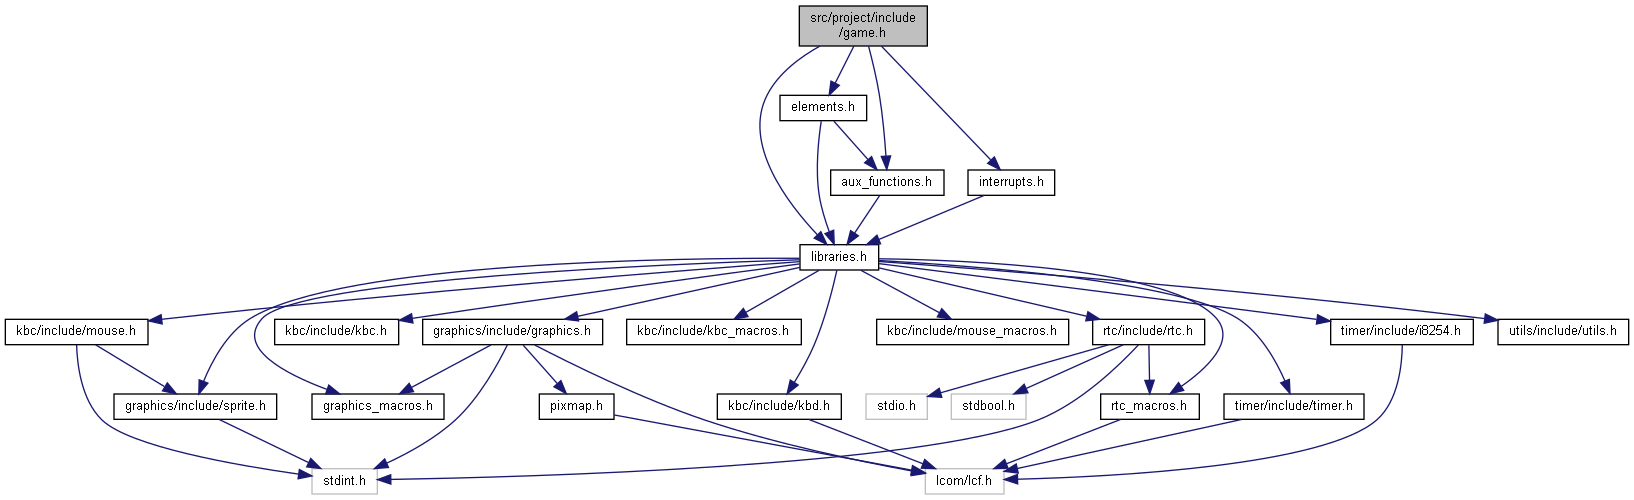 src/project/include
/game.h
elements.h
aux_functions.h
interrupts.h
libraries.h
kbc/include/mouse.h
kbc/include/kbc.h
graphics/include/graphics.h
kbc/include/kbc_macros.h
kbc/include/mouse_macros.h
rtc/include/rtc.h
timer/include/i8254.h
utils/include/utils.h
graphics/include/sprite.h
graphics_macros.h
pixmap.h
kbc/include/kbd.h
stdio.h
stdbool.h
rtc_macros.h
timer/include/timer.h
stdint.h
lcom/lcf.h